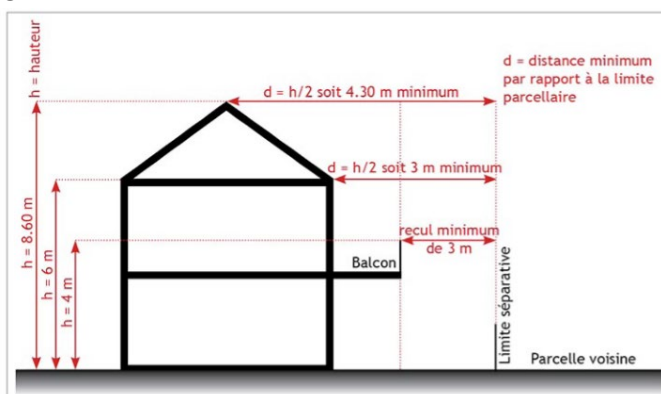 h = hauteur
d = h/2 soit 4.30 m minimum
d = distance minimum
par rapport à la limite
parcellaire
d = h/2 soit 3 m minimum
h = 8.60 m
h = 6 m
h = 4 m
recul minimum
de 3 m
Balcon
Limite séparative
Parcelle voisine